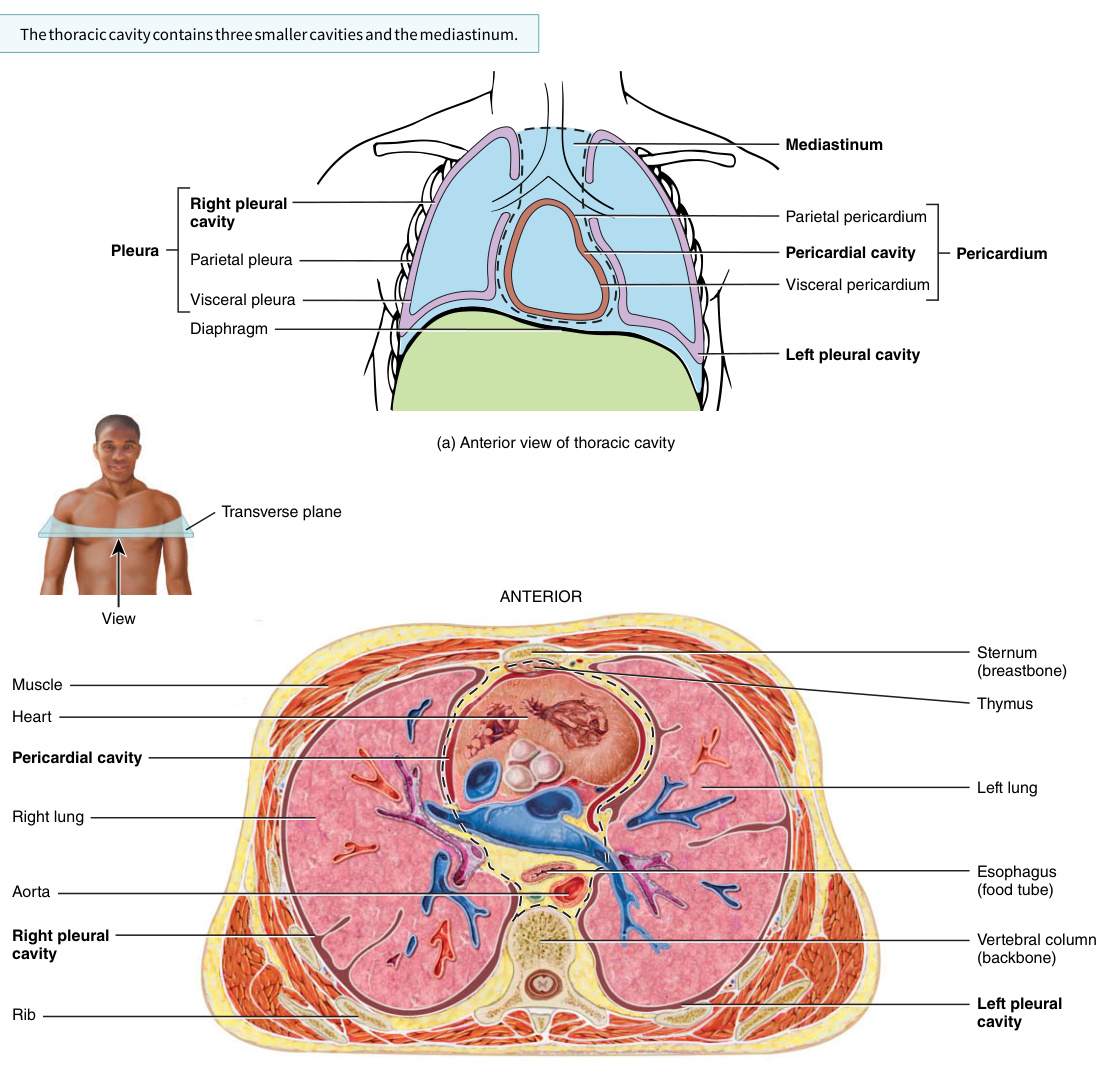 The thoracic cavity contains three smaller cavities and the mediastinum.
Mediastinum
Right pleural
cavity
Pleura
Parietal pleura
Visceral pleura
Diaphragm
Parietal pericardium
Pericardial cavity
Visceral pericardium
Pericardium
Left pleural cavity
(a) Anterior view of thoracic cavity
Transverse plane
View
ANTERIOR
Muscle
Heart
Pericardial cavity
Right lung
Aorta
Right pleural
cavity
Rib
Sternum
(breastbone)
Thymus
Left lung
Esophagus
(food tube)
Vertebral column
(backbone)
Left pleural
cavity